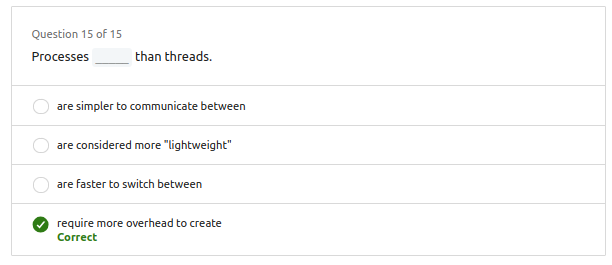 Question 15 of 15
Processes ______ than threads.
are simpler to communicate between
are considered more "lightweight"
are faster to switch between
require more overhead to create
Correct